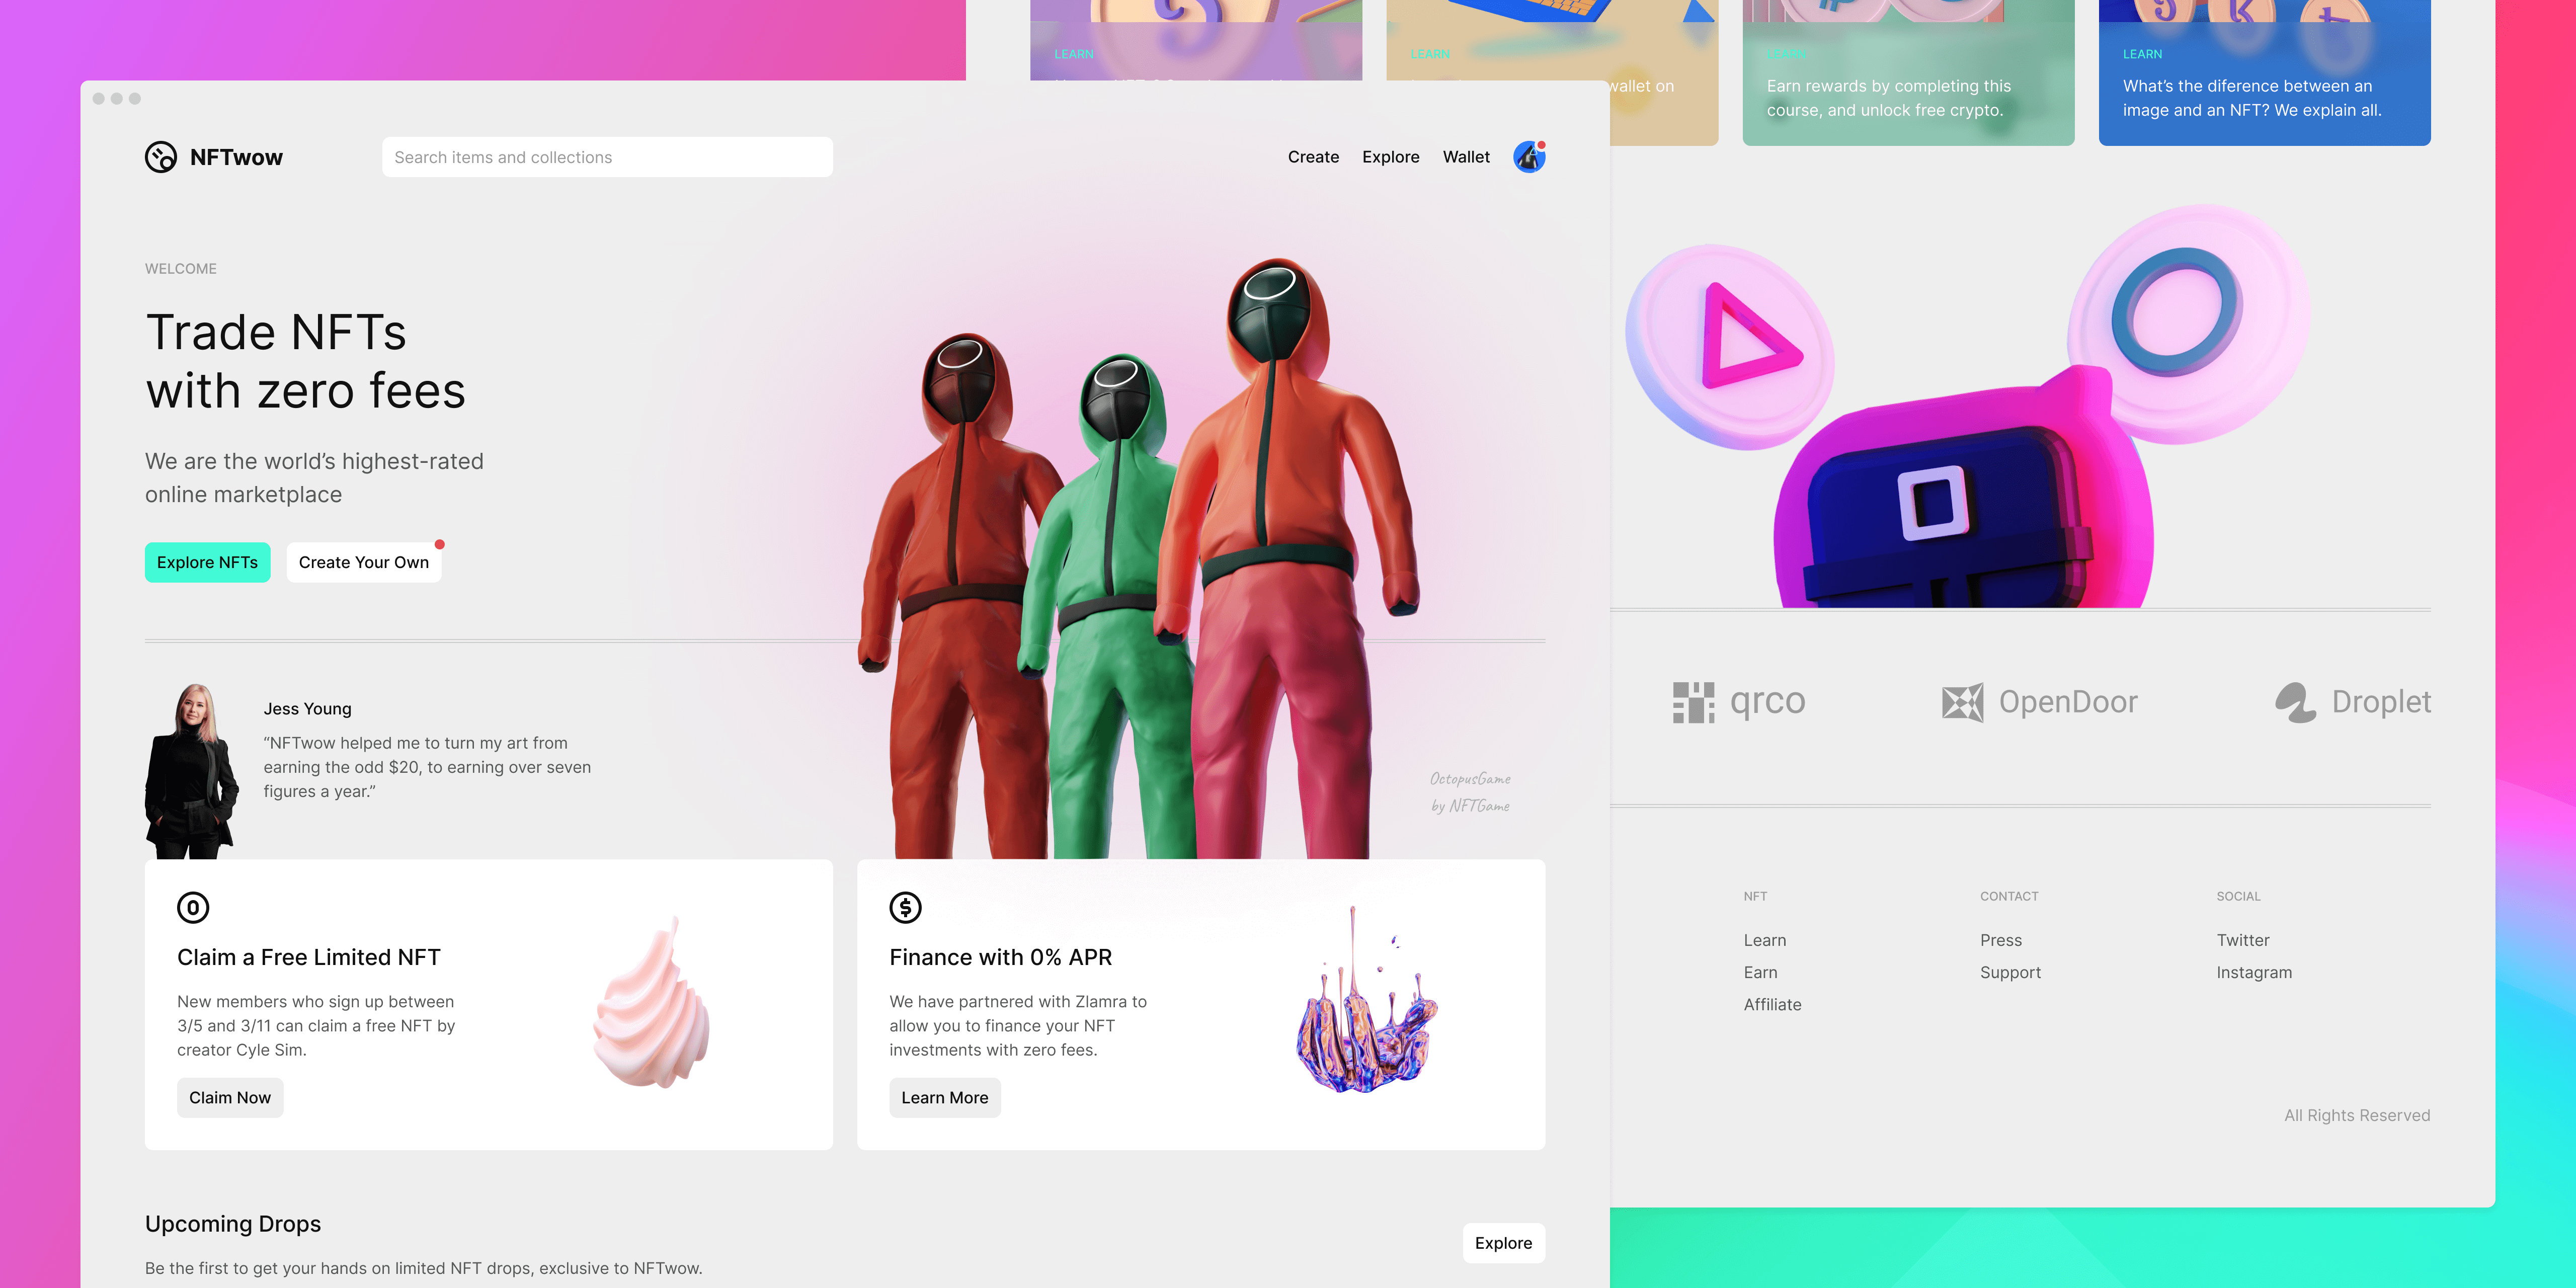 LEARN
LEARN
wallet on
LEARN
Earn rewards by completing this
course, and unlock free crypto.
LEARN
What's the diference between an
image and an NFT? We explain all.
NFTwow
Search items and collections
Create
Explore
Wallet
WELCOME
Trade NFTs
with zero fees
We are the world's highest-rated
online marketplace
Explore NFTs
Create Your Own
Jess Young
“NFTwow helped me to turn my art from
earning the odd $20, to earning over seven
figures a year.”
OctopusGame
by NFTGame
Claim a Free Limited NFT
New members who sign up between
3/5 and 3/11 can claim a free NFT by
creator Cyle Sim.
Claim Now
$
Finance with 0% APR
We have partnered with Zlamra to
allow you to finance your NFT
investments with zero fees.
Learn More
Upcoming Drops
Be the first to get your hands on limited NFT drops, exclusive to NFTwow.
Explore
qrco
OpenDoor
Droplet
NFT
Learn
Earn
Affiliate
CONTACT
Press
Support
SOCIAL
Twitter
Instagram
All Rights Reserved